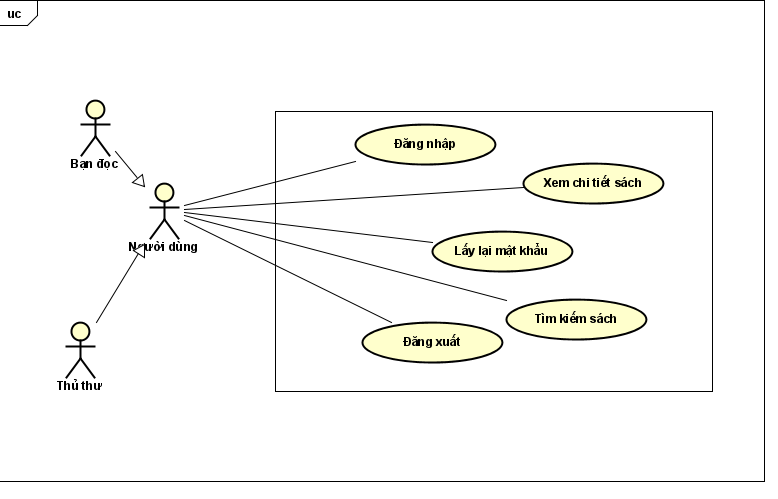 uc
Bạn đọc
Người dùng
Thủ thư
Đăng nhập
Xem chi tiết sách
Lấy lại mật khẩu
Tìm kiếm sách
Đăng xuất